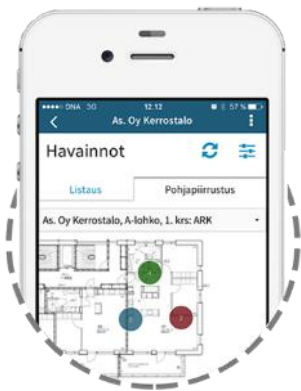 DNA 3G 12.12 57 %
As. Oy Kerrostalo
Havainnot
Listaus Pohjapiirrustus
As. Oy Kerrostalo, A-lohko, 1. krs: ARK